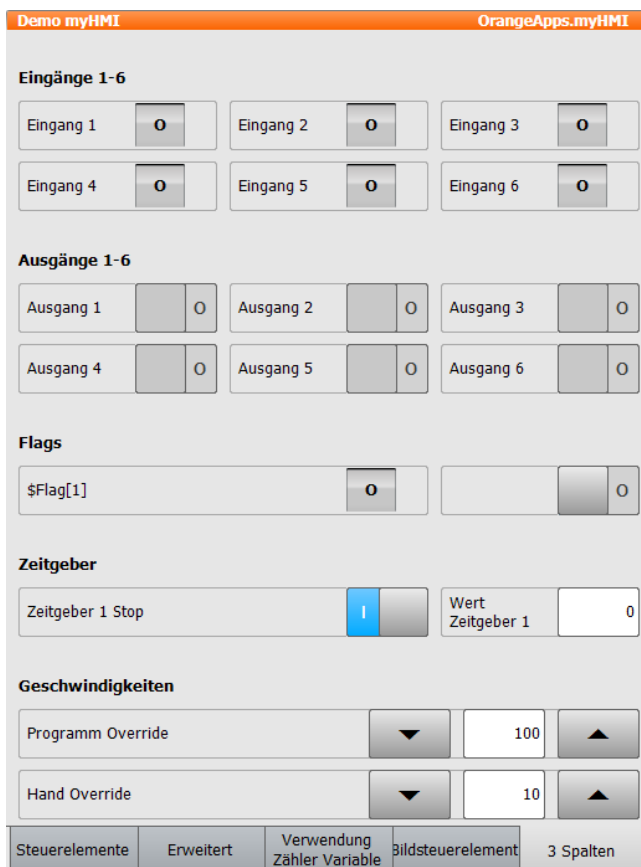 Demo myHMI OrangeApps.myHMI
Eingänge 1-6
Eingang 1 O Eingang 2 O Eingang 3 O
Eingang 4 O Eingang 5 O Eingang 6 O
Ausgänge 1-6
Ausgang 1 O Ausgang 2 O Ausgang 3 O
Ausgang 4 O Ausgang 5 O Ausgang 6 O
Flags
$Flag[1] O O
Zeitgeber
Zeitgeber 1 Stop I Wert Zeitgeber 1 0
Geschwindigkeiten
Programm Override 100
Hand Override 10
Steuerelemente Erweitert Verwendung Zähler Variable Bildsteuerelement 3 Spalten